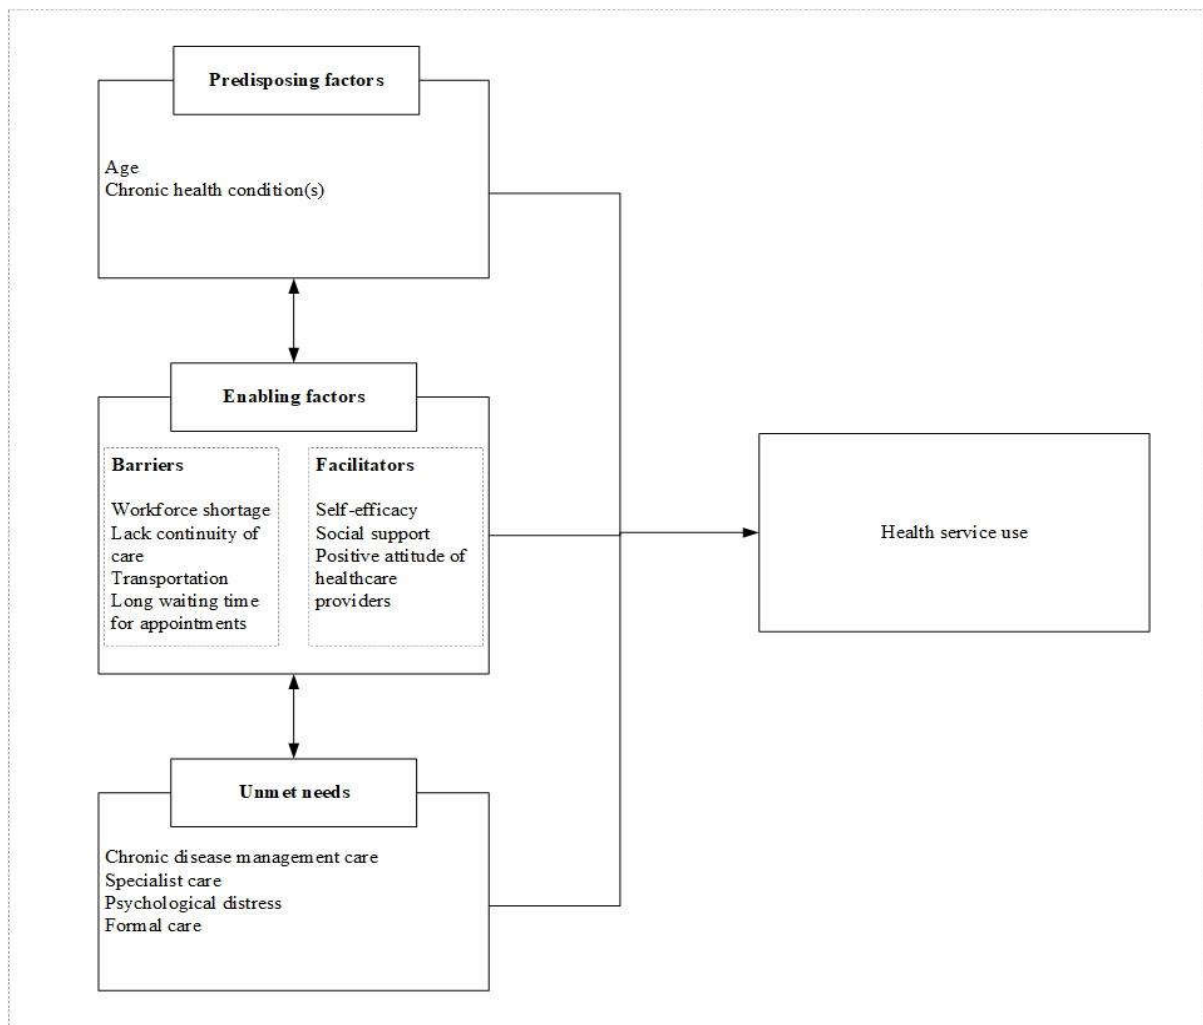 Predisposing factors
Age
Chronic health condition(s)
Enabling factors
Barriers
Workforce shortage
Lack continuity of
care
Transportation
Long waiting time
for appointments
Facilitators
Self-efficacy
Social support
Positive attitude of
healthcare
providers
Health service use
Unmet needs
Chronic disease management care
Specialist care
Psychological distress
Formal care